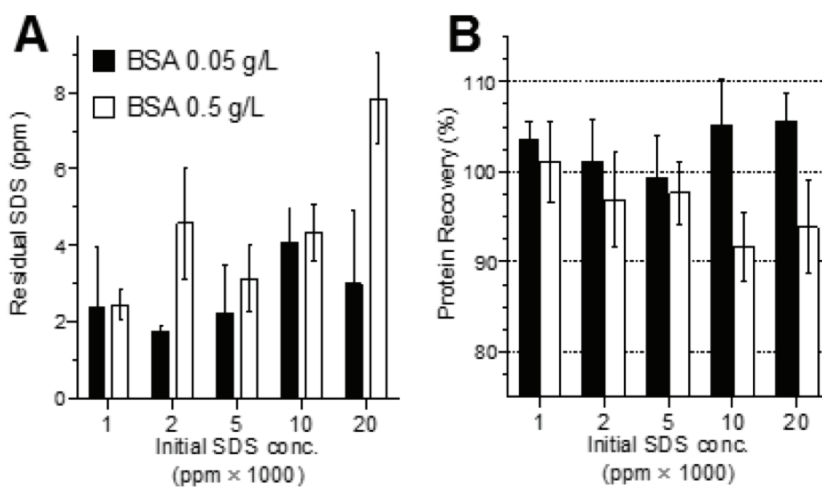 A
BSA 0.05 g/L
BSA 0.5 g/L
Residual SDS (ppm)
8
6
4
2
0
1 2 5 10 20
Initial SDS conc.
(ppm × 1000)
B
Protein Recovery (%)
110
100
90
80
1 2 5 10 20
Initial SDS conc.
(ppm × 1000)